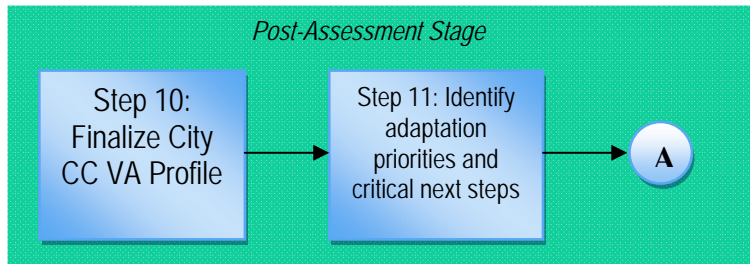 Post-Assessment Stage
Step 10:
Finalize City
CC VA Profile
Step 11: Identify
adaptation
priorities and
critical next steps
A